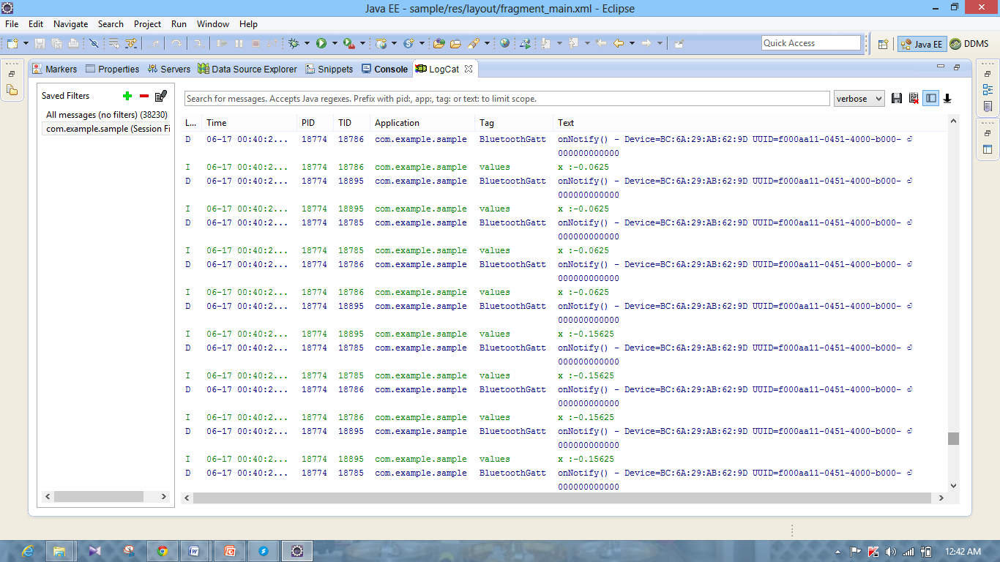 Java EE - sample/res/layout/fragment_main.xml - Eclipse
File Edit Navigate Search Project Run Window Help
Quick Access Java EE DDMS
Markers Properties Servers Data Source Explorer Snippets Console LogCat
Saved Filters
All messages (no filters) (38230)
com.example.sample (Session Fi
Search for messages. Accepts Java regexes. Prefix with pid:, app:, tag: or text: to limit scope. verbose
L... Time PID TID Application Tag Text
D 06-17 00:40:2... 18774 18786 com.example.sample BluetoothGatt onNotify() - Device=BC:6A:29:AB:62:9D UUID=f000aa11-0451-4000-b000-
000000000000
I 06-17 00:40:2... 18774 18786 com.example.sample values x :-0.0625
D 06-17 00:40:2... 18774 18895 com.example.sample BluetoothGatt onNotify() - Device=BC:6A:29:AB:62:9D UUID=f000aa11-0451-4000-b000-
000000000000
I 06-17 00:40:2... 18774 18895 com.example.sample values x :-0.0625
D 06-17 00:40:2... 18774 18785 com.example.sample BluetoothGatt onNotify() - Device=BC:6A:29:AB:62:9D UUID=f000aa11-0451-4000-b000-
000000000000
I 06-17 00:40:2... 18774 18785 com.example.sample values x :-0.0625
D 06-17 00:40:2... 18774 18786 com.example.sample BluetoothGatt onNotify() - Device=BC:6A:29:AB:62:9D UUID=f000aa11-0451-4000-b000-
000000000000
I 06-17 00:40:2... 18774 18786 com.example.sample values x :-0.0625
D 06-17 00:40:2... 18774 18895 com.example.sample BluetoothGatt onNotify() - Device=BC:6A:29:AB:62:9D UUID=f000aa11-0451-4000-b000-
000000000000
I 06-17 00:40:2... 18774 18895 com.example.sample values x :-0.15625
D 06-17 00:40:2... 18774 18785 com.example.sample BluetoothGatt onNotify() - Device=BC:6A:29:AB:62:9D UUID=f000aa11-0451-4000-b000-
000000000000
I 06-17 00:40:2... 18774 18785 com.example.sample values x :-0.15625
D 06-17 00:40:2... 18774 18786 com.example.sample BluetoothGatt onNotify() - Device=BC:6A:29:AB:62:9D UUID=f000aa11-0451-4000-b000-
000000000000
I 06-17 00:40:2... 18774 18786 com.example.sample values x :-0.15625
D 06-17 00:40:2... 18774 18895 com.example.sample BluetoothGatt onNotify() - Device=BC:6A:29:AB:62:9D UUID=f000aa11-0451-4000-b000-
000000000000
I 06-17 00:40:2... 18774 18895 com.example.sample values x :-0.15625
D 06-17 00:40:2... 18774 18785 com.example.sample BluetoothGatt onNotify() - Device=BC:6A:29:AB:62:9D UUID=f000aa11-0451-4000-b000-
000000000000
12:42 AM